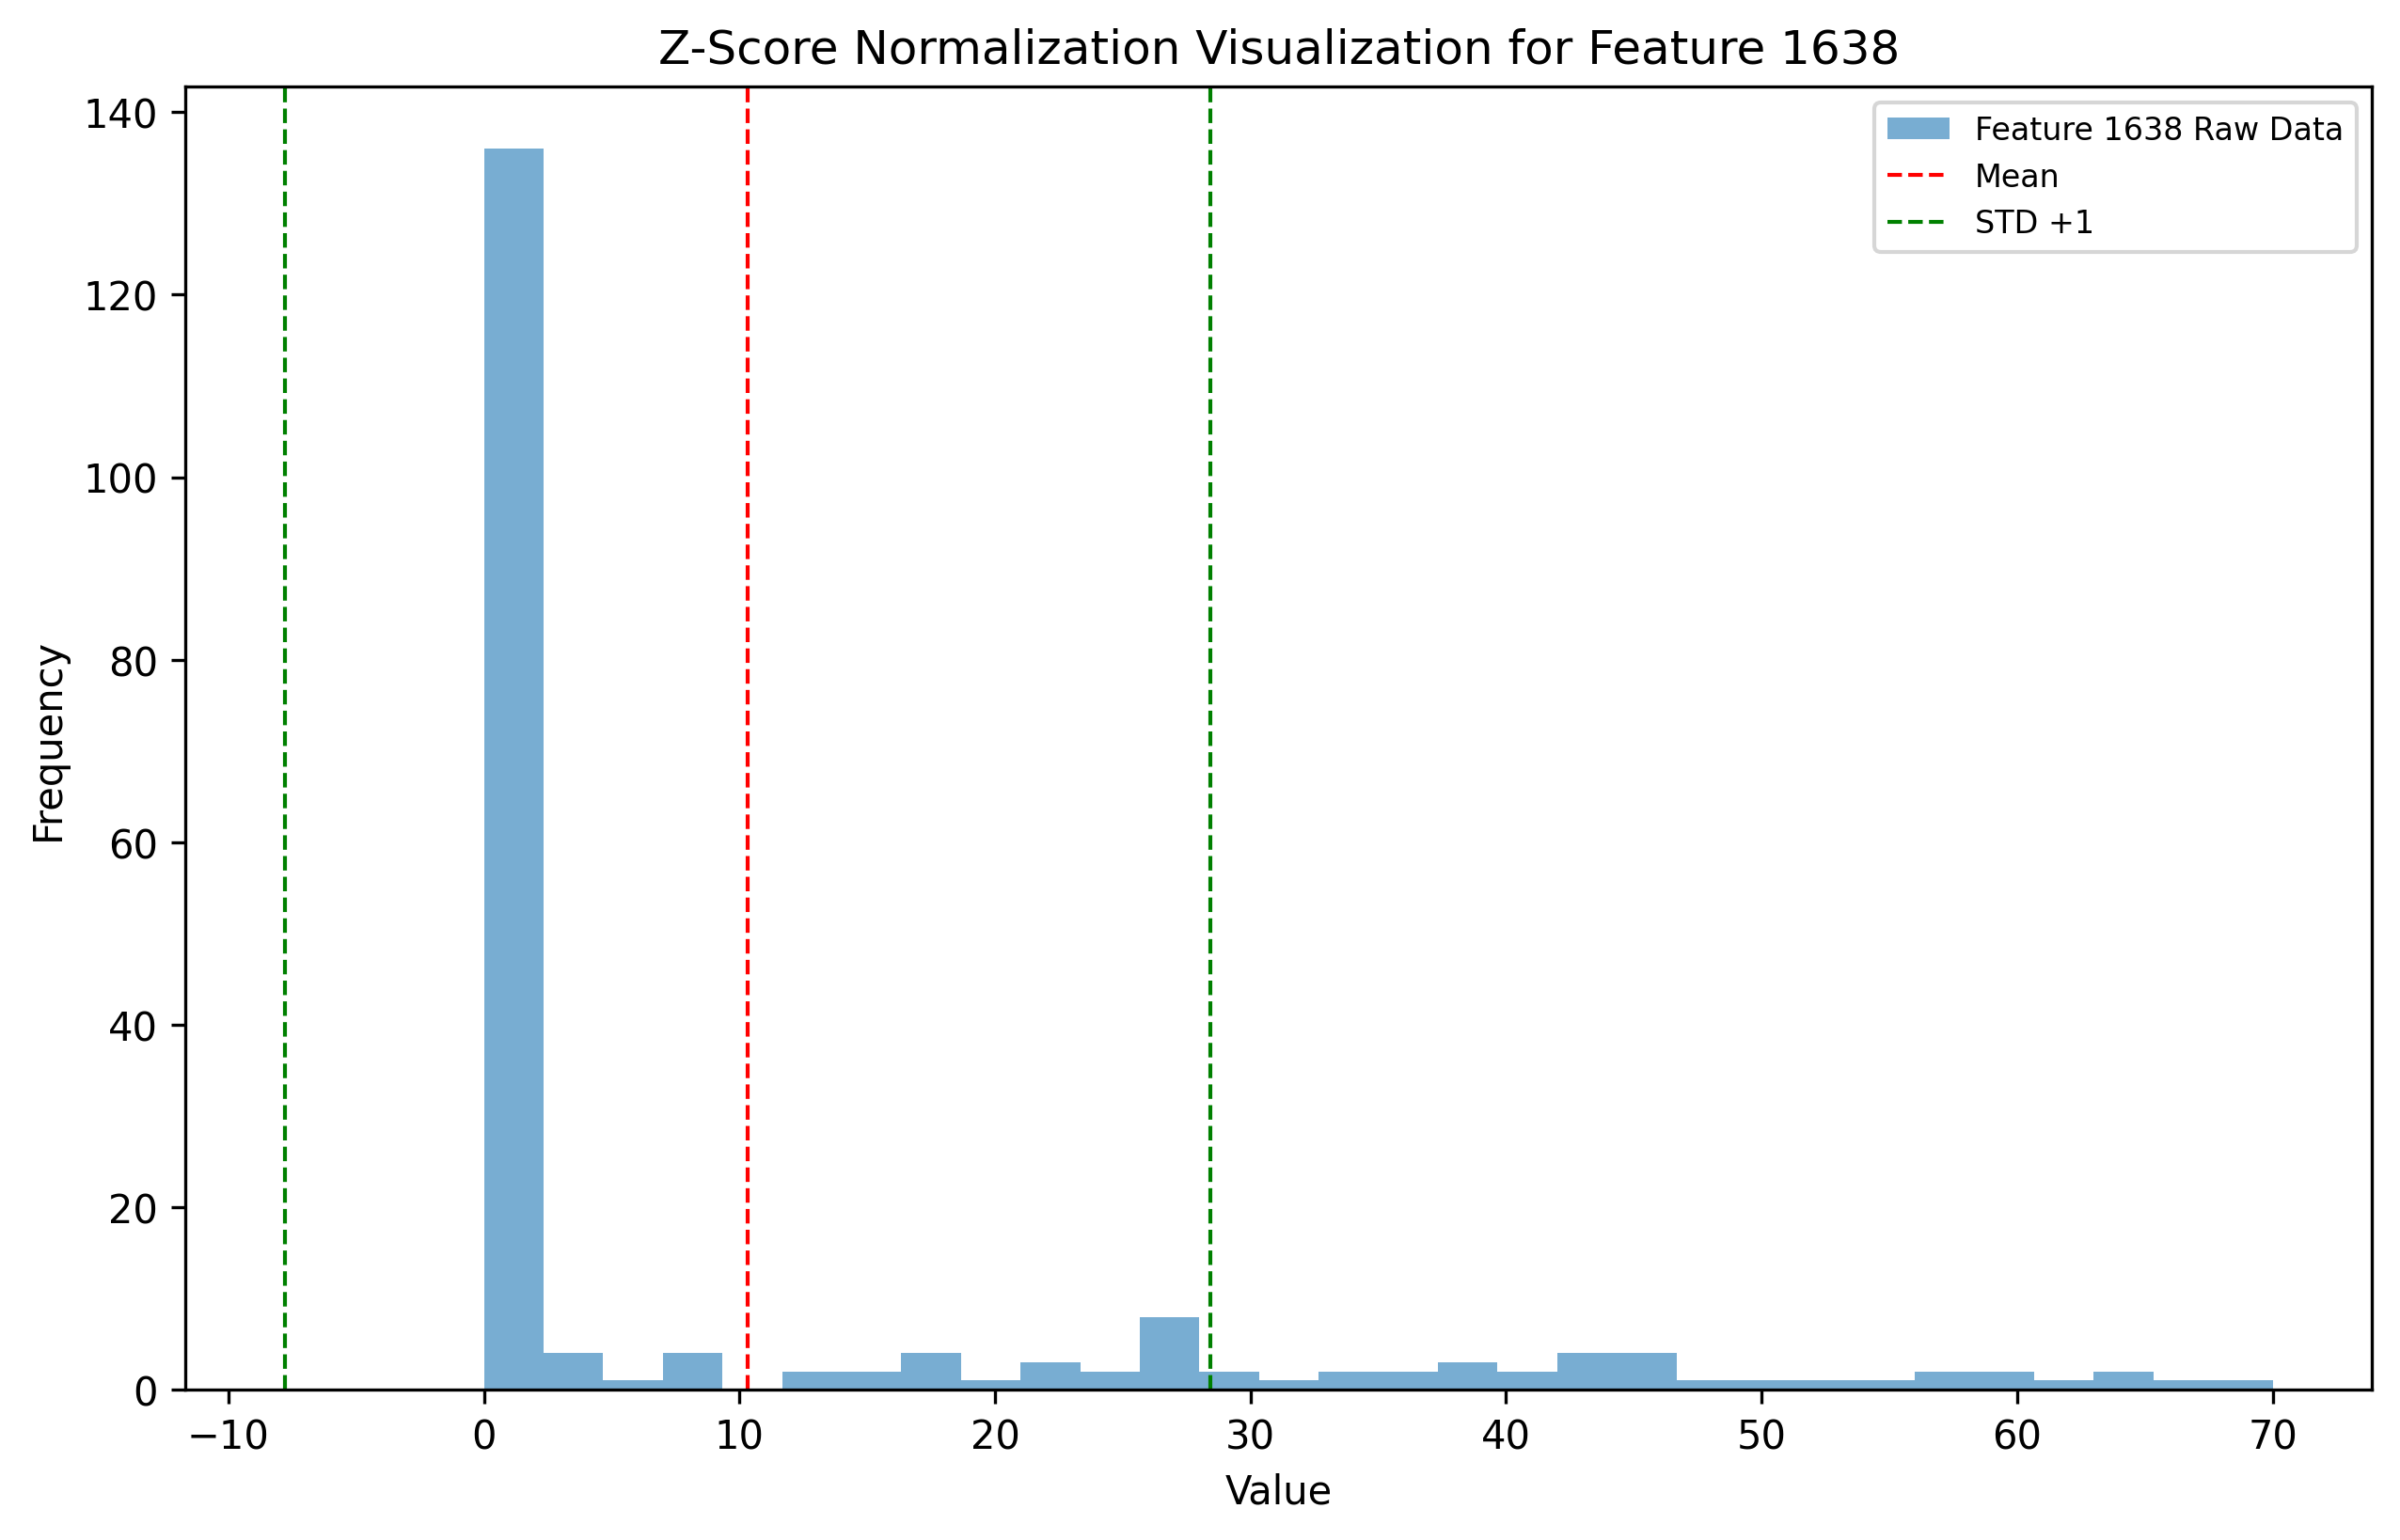 Z-Score Normalization Visualization for Feature 1638
Feature 1638 Raw Data
Mean
STD +1
140
120
100
80
60
40
20
0
Frequency
−10 0 10 20 30 40 50 60 70
Value